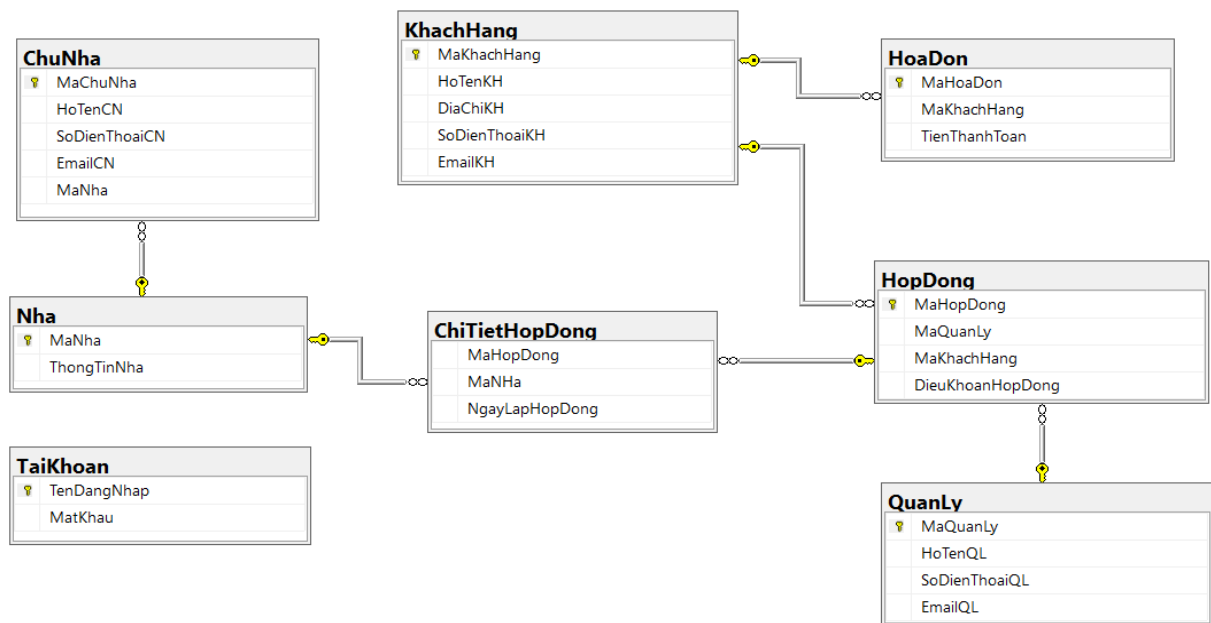 ChuNha
MaChuNha
HoTenCN
SoDienThoaiCN
EmailCN
MaNha
KhachHang
MaKhachHang
HoTenKH
DiaChiKH
SoDienThoaiKH
EmailKH
HoaDon
MaHoaDon
MaKhachHang
TienThanhToan
Nha
MaNha
ThongTinNha
ChiTietHopDong
MaHopDong
MaNHa
NgayLapHopDong
HopDong
MaHopDong
MaQuanLy
MaKhachHang
DieuKhoanHopDong
TaiKhoan
TenDangNhap
MatKhau
QuanLy
MaQuanLy
HoTenQL
SoDienThoaiQL
EmailQL